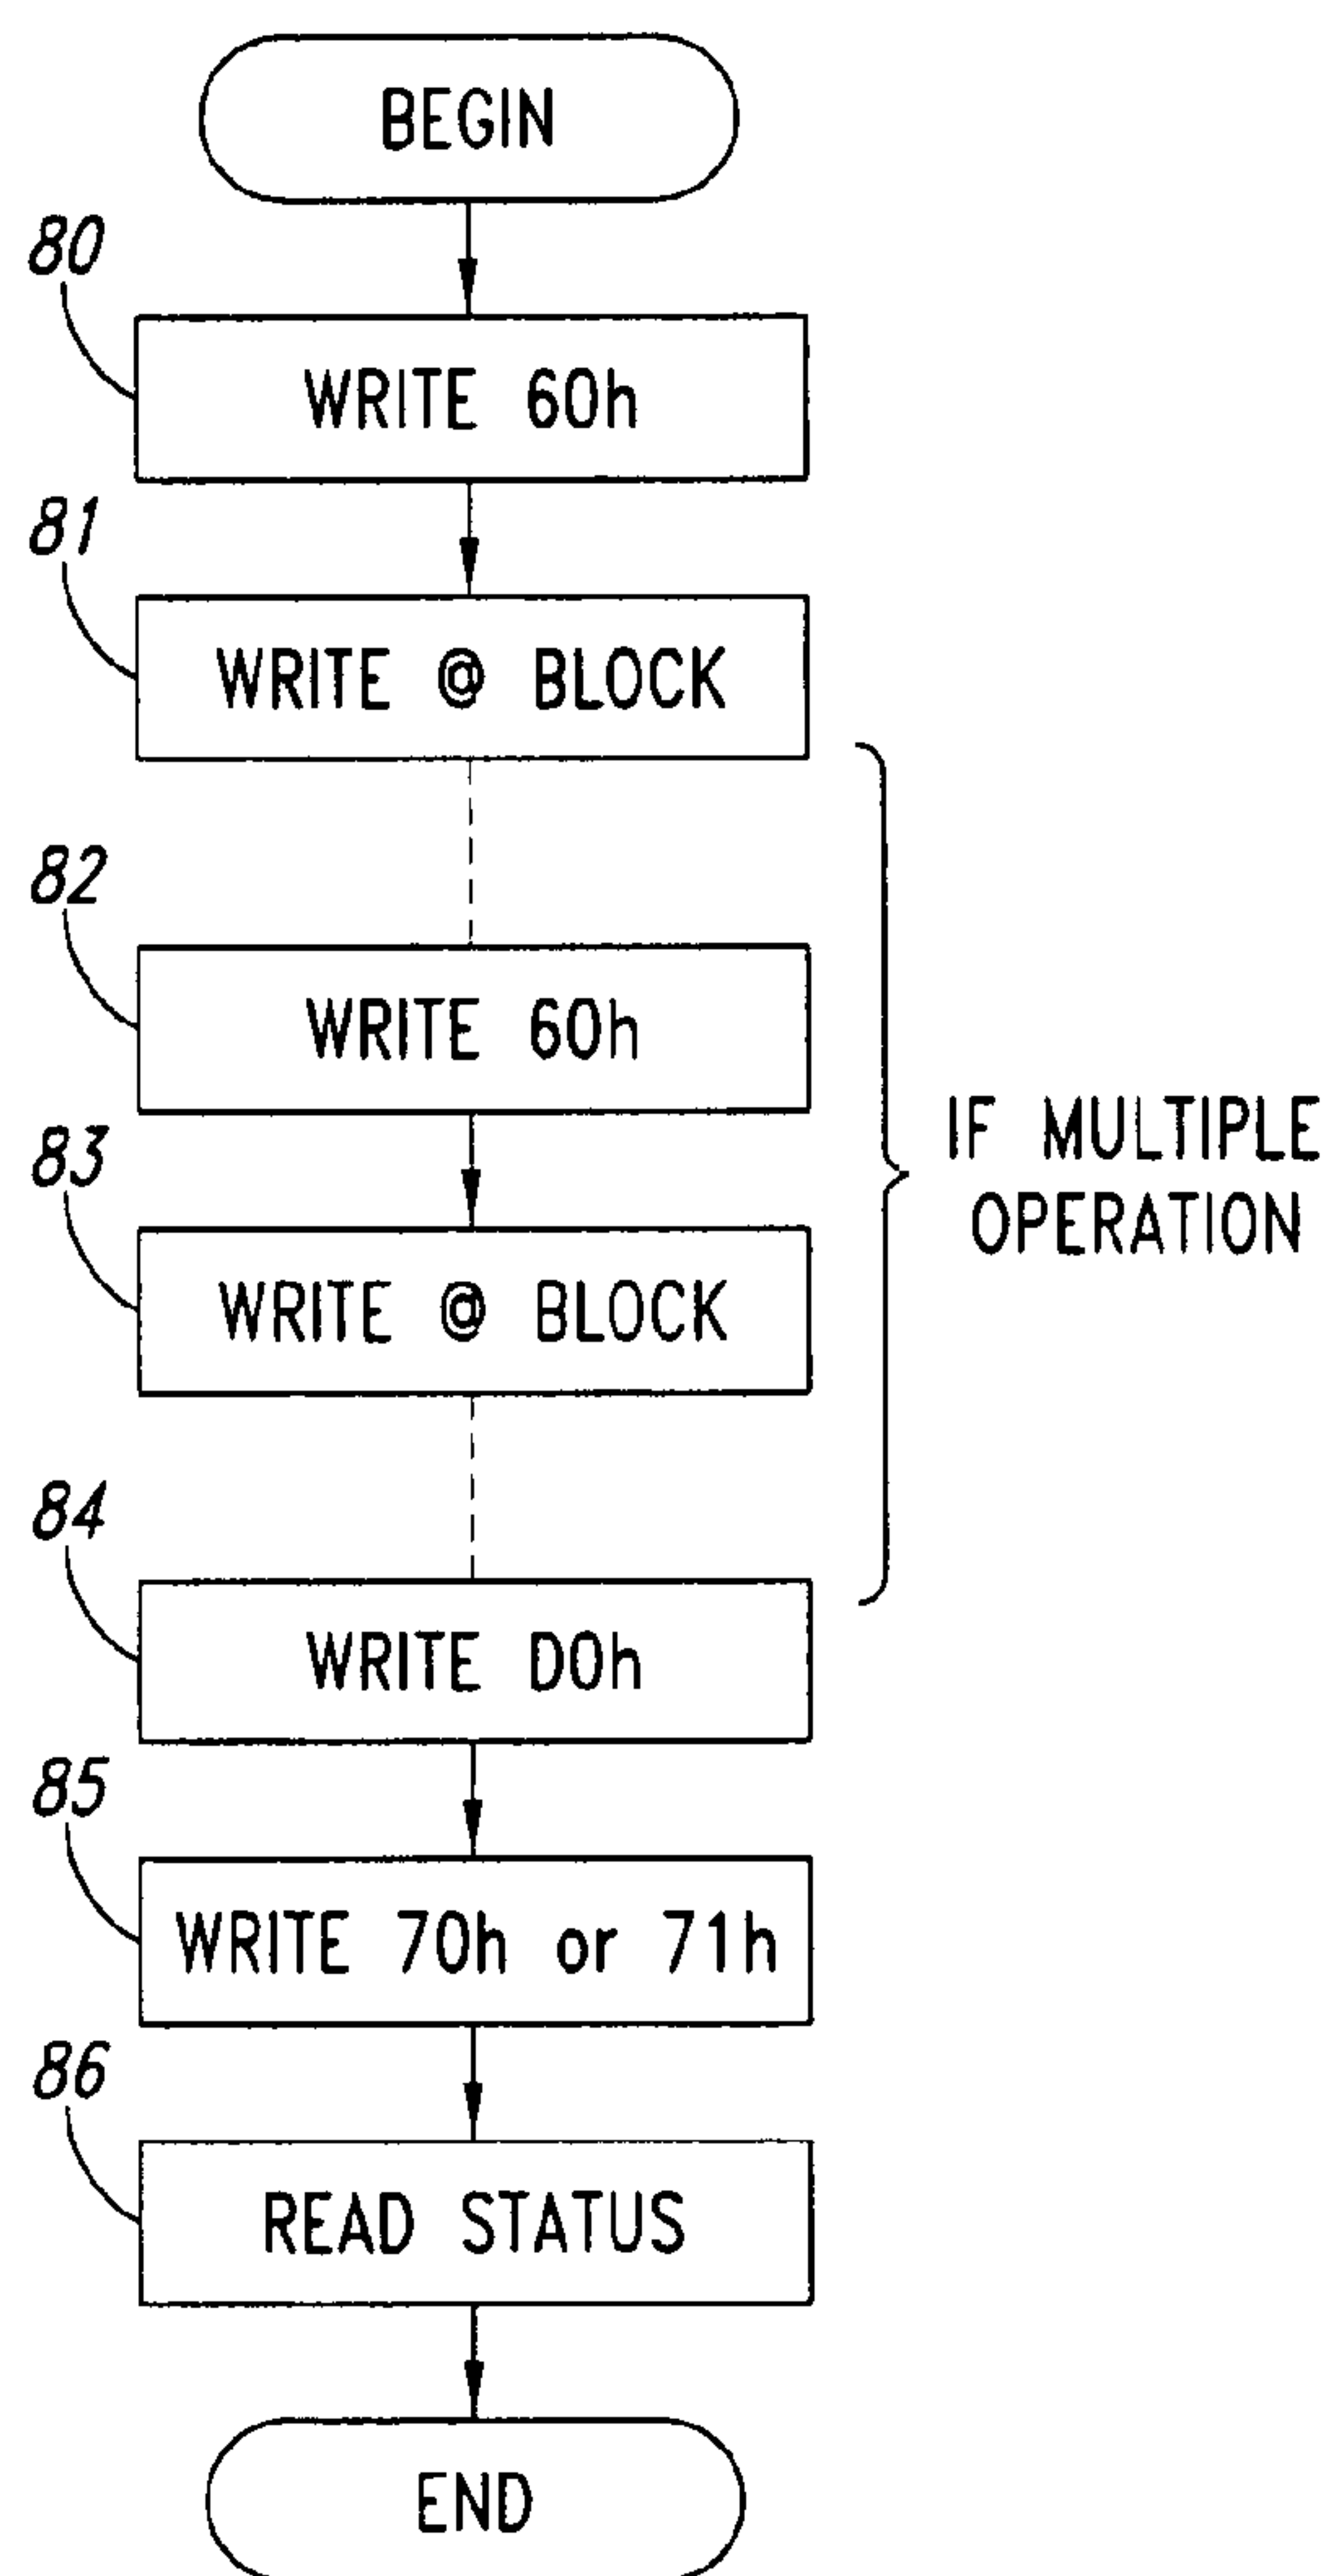 BEGIN
80
WRITE 60h
81
WRITE @ BLOCK
82
WRITE 60h
83
WRITE @ BLOCK
IF MULTIPLE
OPERATION
84
WRITE D0h
85
WRITE 70h or 71h
86
READ STATUS
END